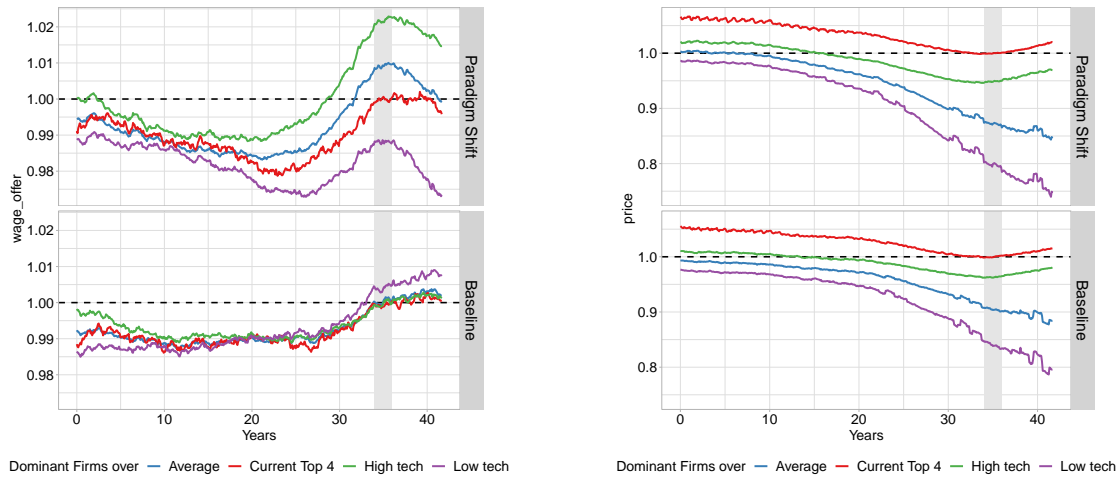 1.02
1.01
1.00
0.99
0.98
Paradigm Shift
1.02
1.01
1.00
0.99
0.98
Baseline
wage_offer
0 10 20 30 40
Years
Dominant Firms over Average Current Top 4 High tech Low tech
1.0
0.9
0.8
Paradigm Shift
1.0
0.9
0.8
Baseline
price
0 10 20 30 40
Years
Dominant Firms over Average Current Top 4 High tech Low tech